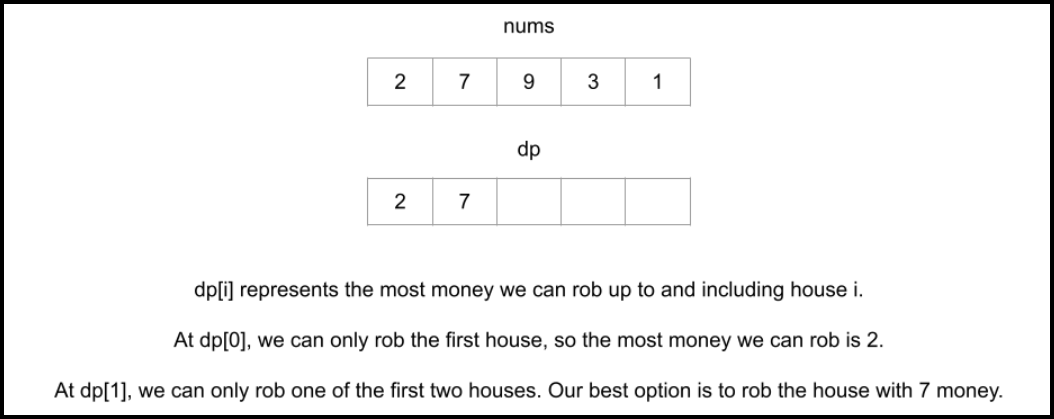 nums
2 7 9 3 1
dp
2 7
dp[i] represents the most money we can rob up to and including house i.
At dp[0], we can only rob the first house, so the most money we can rob is 2.
At dp[1], we can only rob one of the first two houses. Our best option is to rob the house with 7 money.